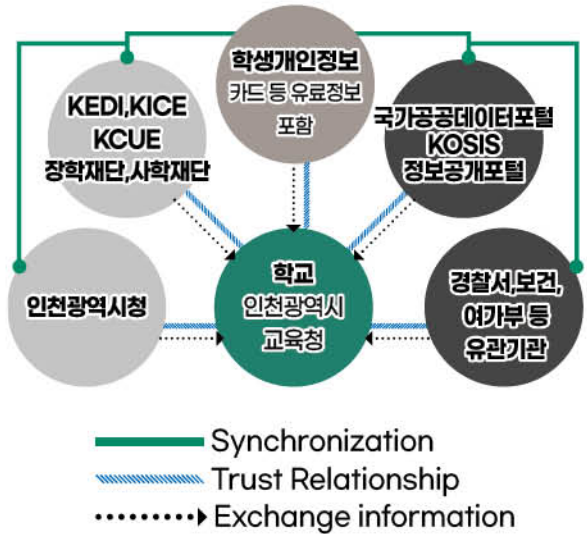 학생개인정보
카드 등 유료정보
포함
KEDI,KICE
KCUE
장학재단,사학재단
국가공공데이터포털
KOSIS
정보공개포털
인천광역시청
학교
인천광역시
교육청
경찰서,보건,
여가부 등
유관기관
Synchronization
Trust Relationship
Exchange information